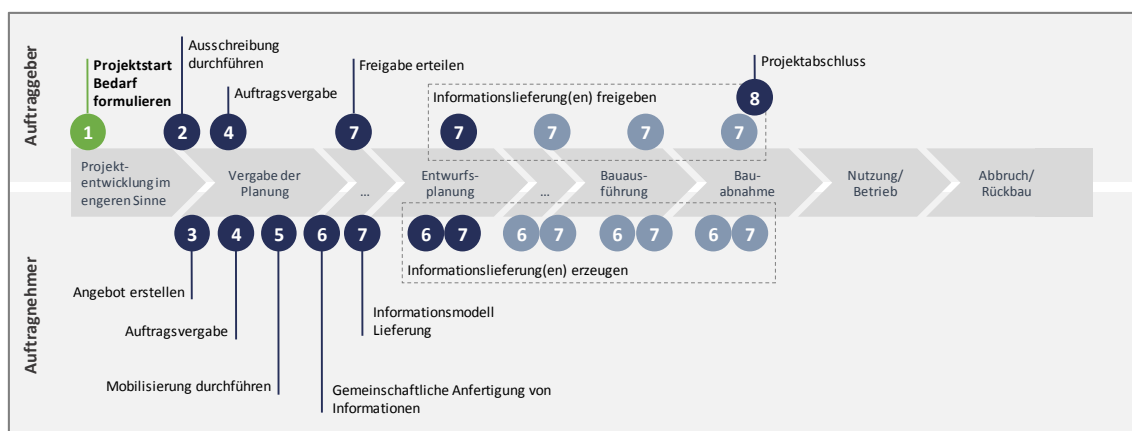 Auftraggeber
Projektstart
Bedarf
formulieren
Ausschreibung
durchführen
Auftragsvergabe
Freigabe erteilen
Informationslieferung(en) freigeben
Projektabschluss
1
2
4
7
7
7
7
7
8
Projekt-
entwicklung im
engeren Sinne
Vergabe der
Planung
...
Entwurfs-
planung
...
Bauaus-
führung
Bau-
abnahme
Nutzung/
Betrieb
Abbruch/
Rückbau
Auftragnehmer
3
4
5
6
7
6
7
6
7
6
7
6
7
Angebot erstellen
Auftragsvergabe
Mobilisierung durchführen
Gemeinschaftliche Anfertigung von
Informationen
Informationsmodell
Lieferung
Informationslieferung(en) erzeugen